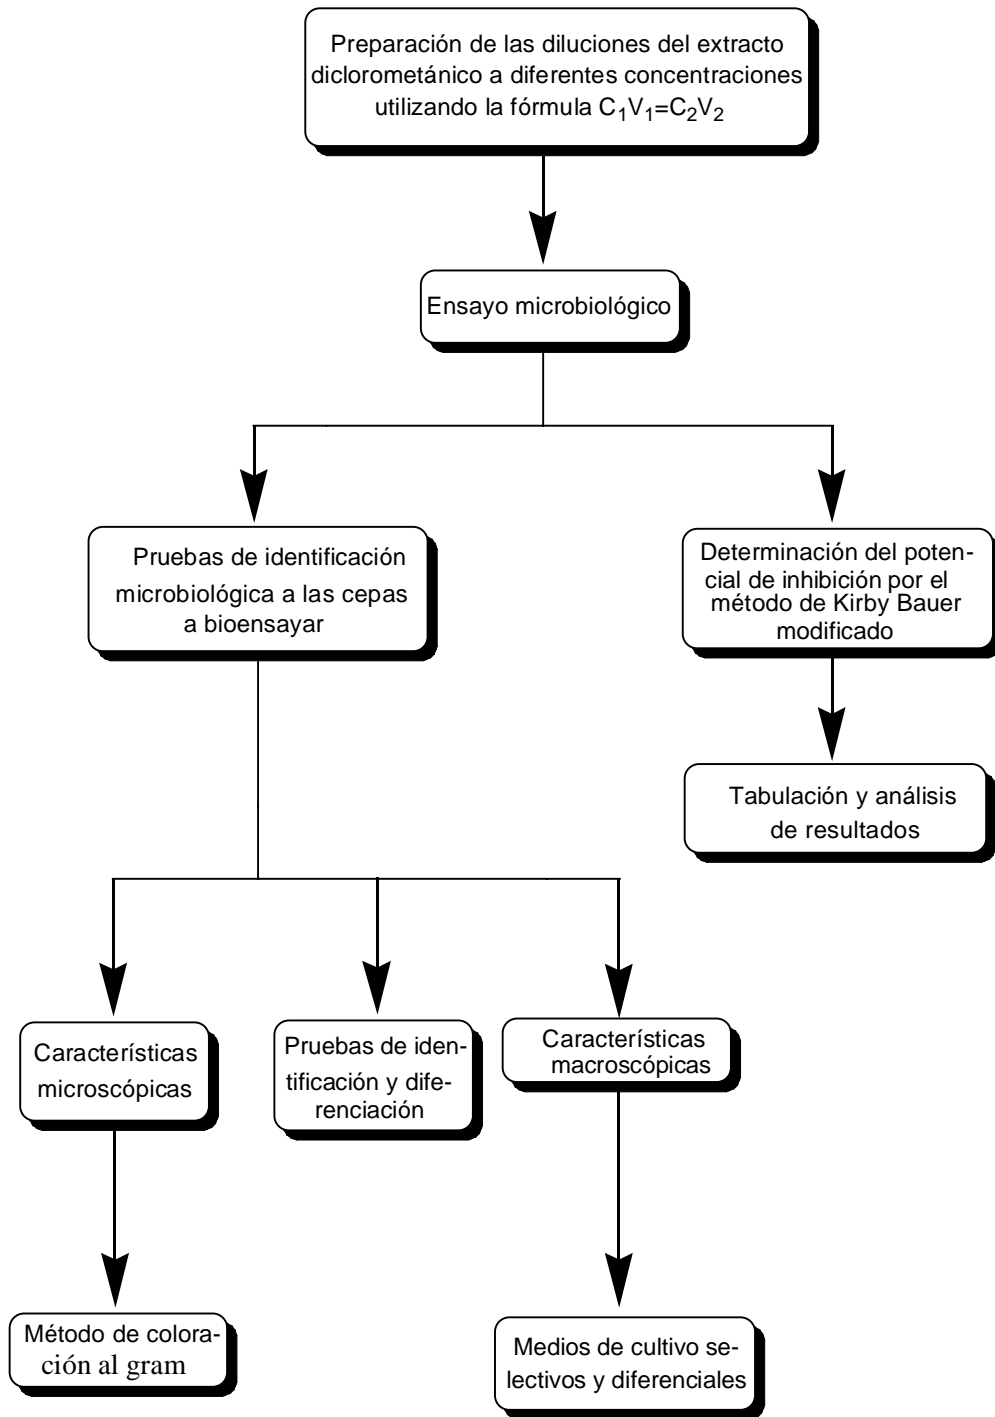 Preparación de las diluciones del extracto
diclorometánico a diferentes concentraciones
utilizando la fórmula C₁V₁=C₂V₂
Ensayo microbiológico
Pruebas de identificación
microbiológica a las cepas
a bioensayar
Determinación del poten-
cial de inhibición por el
método de Kirby Bauer
modificado
Tabulación y análisis
de resultados
Características
microscópicas
Pruebas de iden-
tificación y dife-
renciación
Características
macroscópicas
Método de colora-
ción al gram
Medios de cultivo se-
lectivos y diferenciales